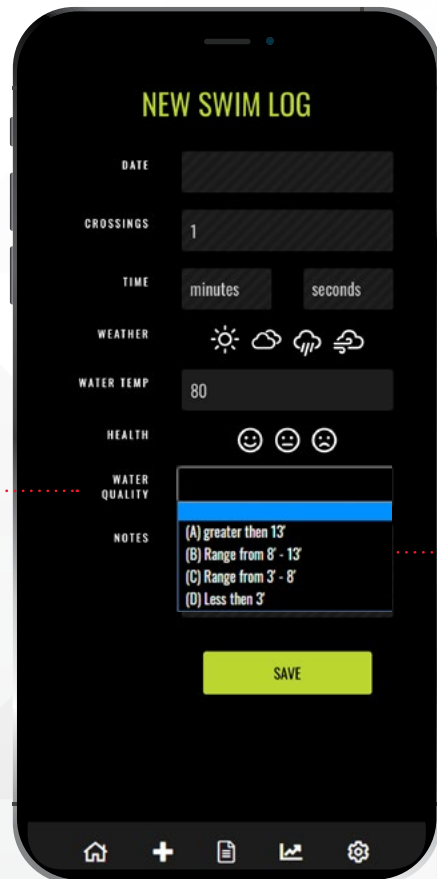 NEW SWIM LOG
DATE
CROSSINGS
1
TIME
minutes
seconds
WEATHER
WATER TEMP
80
HEALTH
WATER
QUALITY
NOTES
(A) greater then 13'
(B) Range from 8' - 13'
(C) Range from 3' - 8'
(D) Less then 3'
SAVE